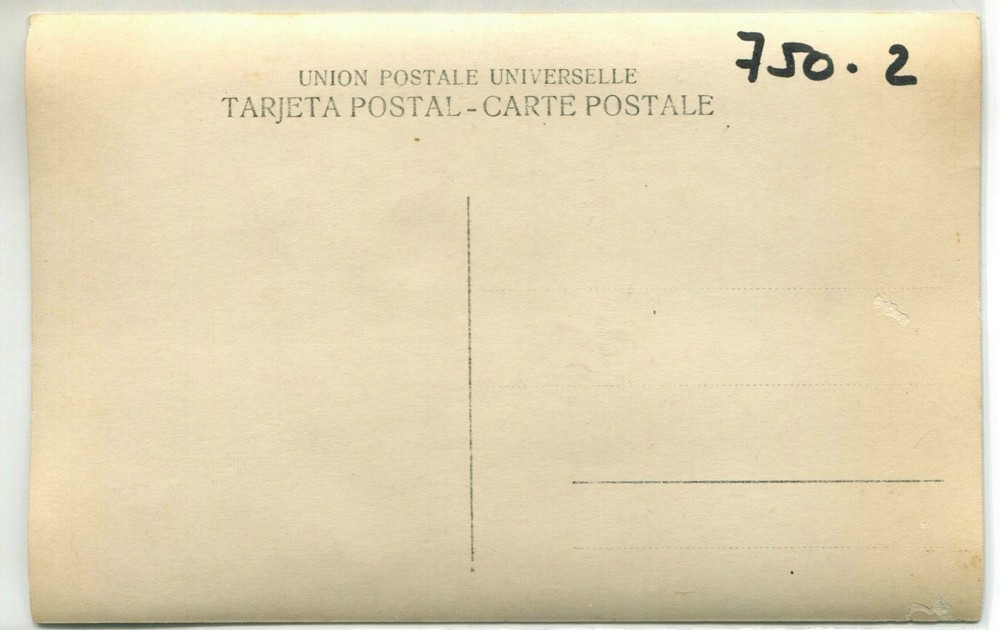 750. 2
UNION POSTALE UNIVERSELLE
TARJETA POSTAL-CARTE POSTALE